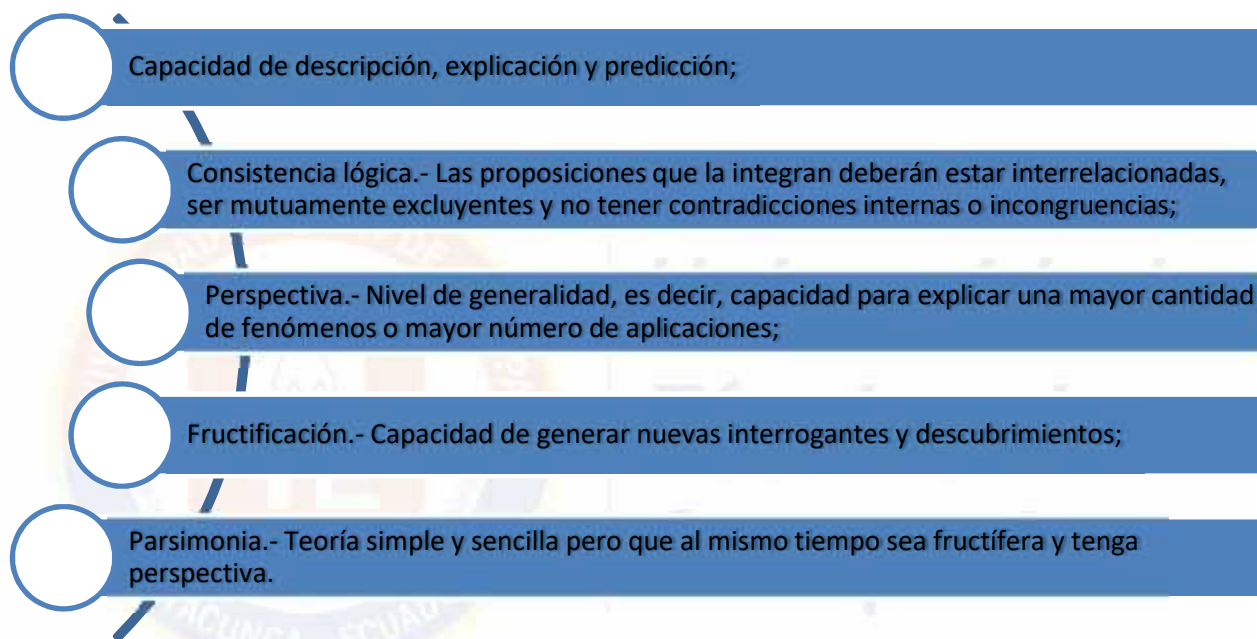 Capacidad de descripción, explicación y predicción;
Consistencia lógica.- Las proposiciones que la integran deberán estar interrelacionadas,
ser mutuamente excluyentes y no tener contradicciones internas o incongruencias;
Perspectiva.- Nivel de generalidad, es decir, capacidad para explicar una mayor cantidad
de fenómenos o mayor número de aplicaciones;
Fructificación.- Capacidad de generar nuevas interrogantes y descubrimientos;
Parsimonia.- Teoría simple y sencilla pero que al mismo tiempo sea fructífera y tenga
perspectiva.